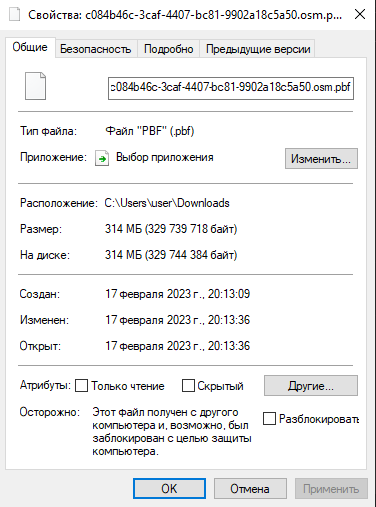 Свойства: c084b46c-3caf-4407-bc81-9902a18c5a50.osm.p...
Общие Безопасность Подробно Предыдущие версии
c084b46c-3caf-4407-bc81-9902a18c5a50.osm.pbf
Тип файла: Файл "PBF" (.pbf)
Приложение: Выбор приложения Изменить...
Расположение: C:\Users\user\Downloads
Размер: 314 МБ (329 739 718 байт)
На диске: 314 МБ (329 744 384 байт)
Создан: 17 февраля 2023 г., 20:13:09
Изменен: 17 февраля 2023 г., 20:13:36
Открыт: 17 февраля 2023 г., 20:13:36
Атрибуты: Только чтение Скрытый Другие...
Осторожно: Этот файл получен с другого Разблокировать
компьютера и, возможно, был
заблокирован с целью защиты
компьютера.
OK Отмена Применить